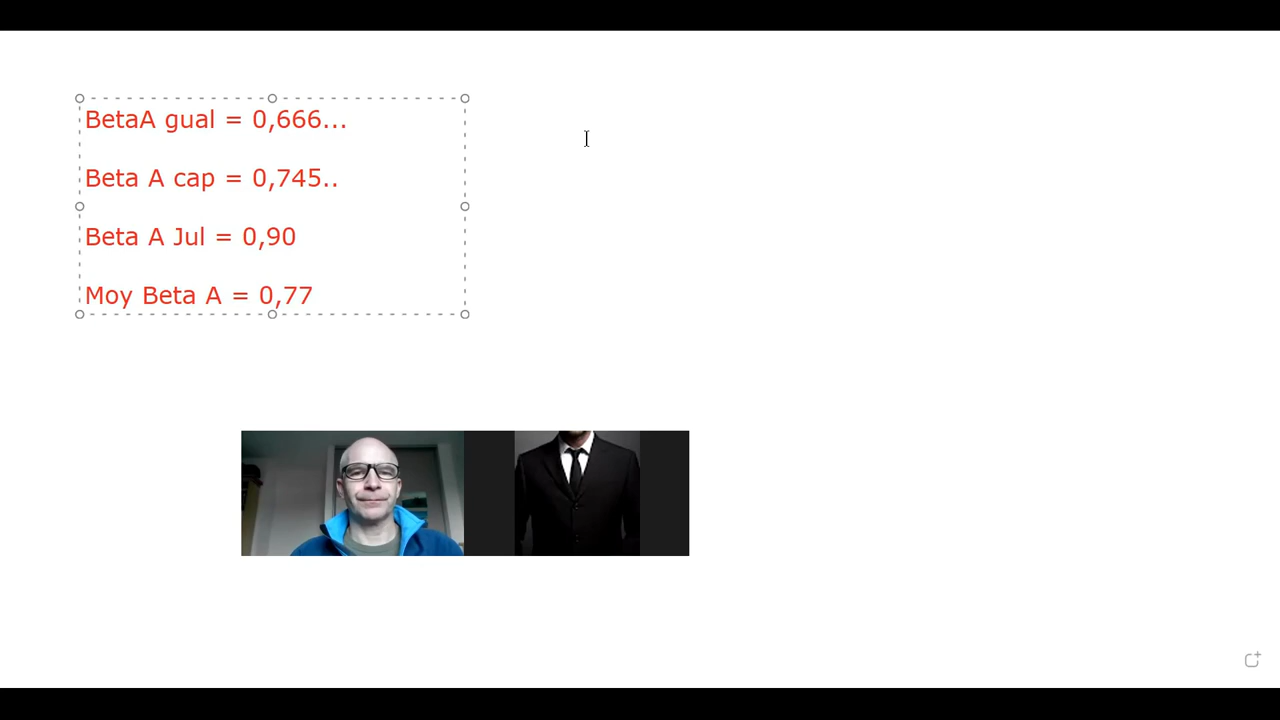 BetaA gual = 0,666...
Beta A cap = 0,745..
Beta A Jul = 0,90
Moy Beta A = 0,77